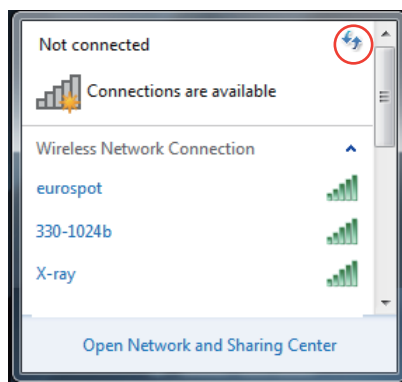 Not connected
Connections are available
Wireless Network Connection
eurospot
330-1024b
X-ray
Open Network and Sharing Center